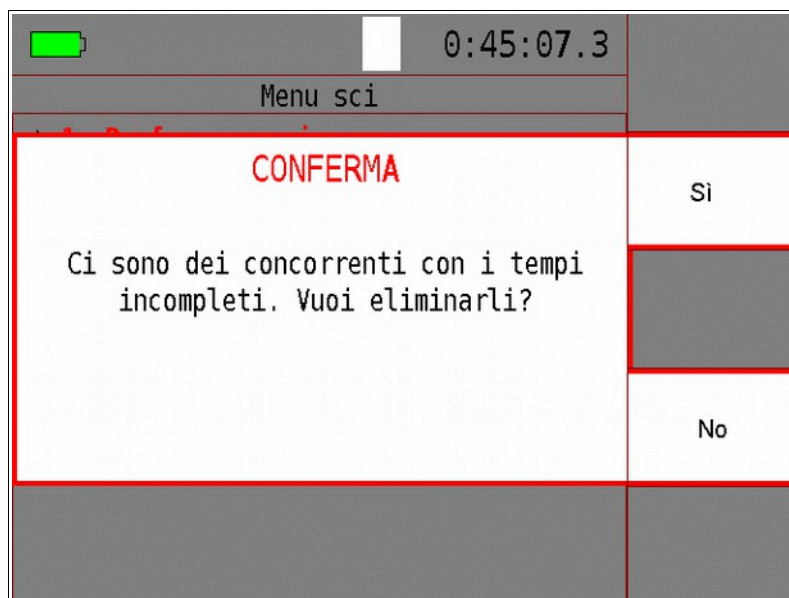 0:45:07.3
Menu sci
CONFERMA
Sì
Ci sono dei concorrenti con i tempi
incompleti. Vuoi eliminarli?
No